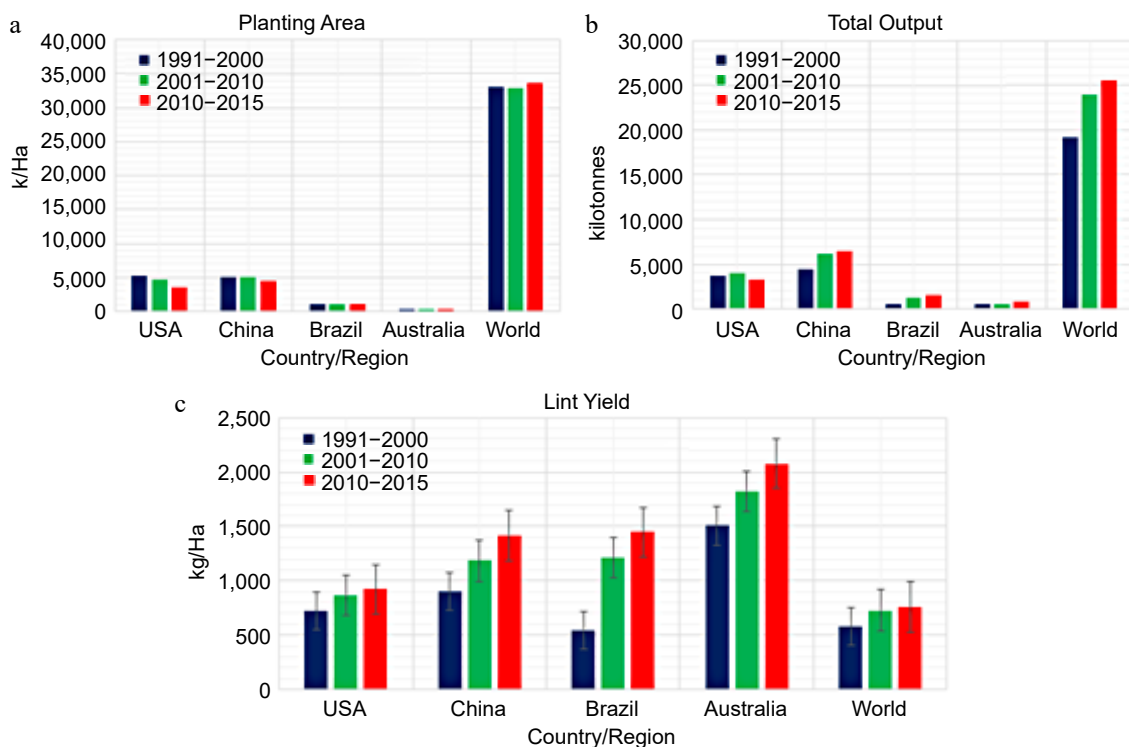 a
Planting Area
40,000
35,000
30,000
25,000
20,000
15,000
10,000
5,000
0
k/Ha
1991−2000
2001−2010
2010−2015
USA China Brazil Australia World
Country/Region
b
Total Output
30,000
25,000
20,000
15,000
10,000
5,000
0
kilotonnes
1991−2000
2001−2010
2010−2015
USA China Brazil Australia World
Country/Region
c
Lint Yield
2,500
2,000
1,500
1,000
500
0
kg/Ha
1991−2000
2001−2010
2010−2015
USA China Brazil Australia World
Country/Region